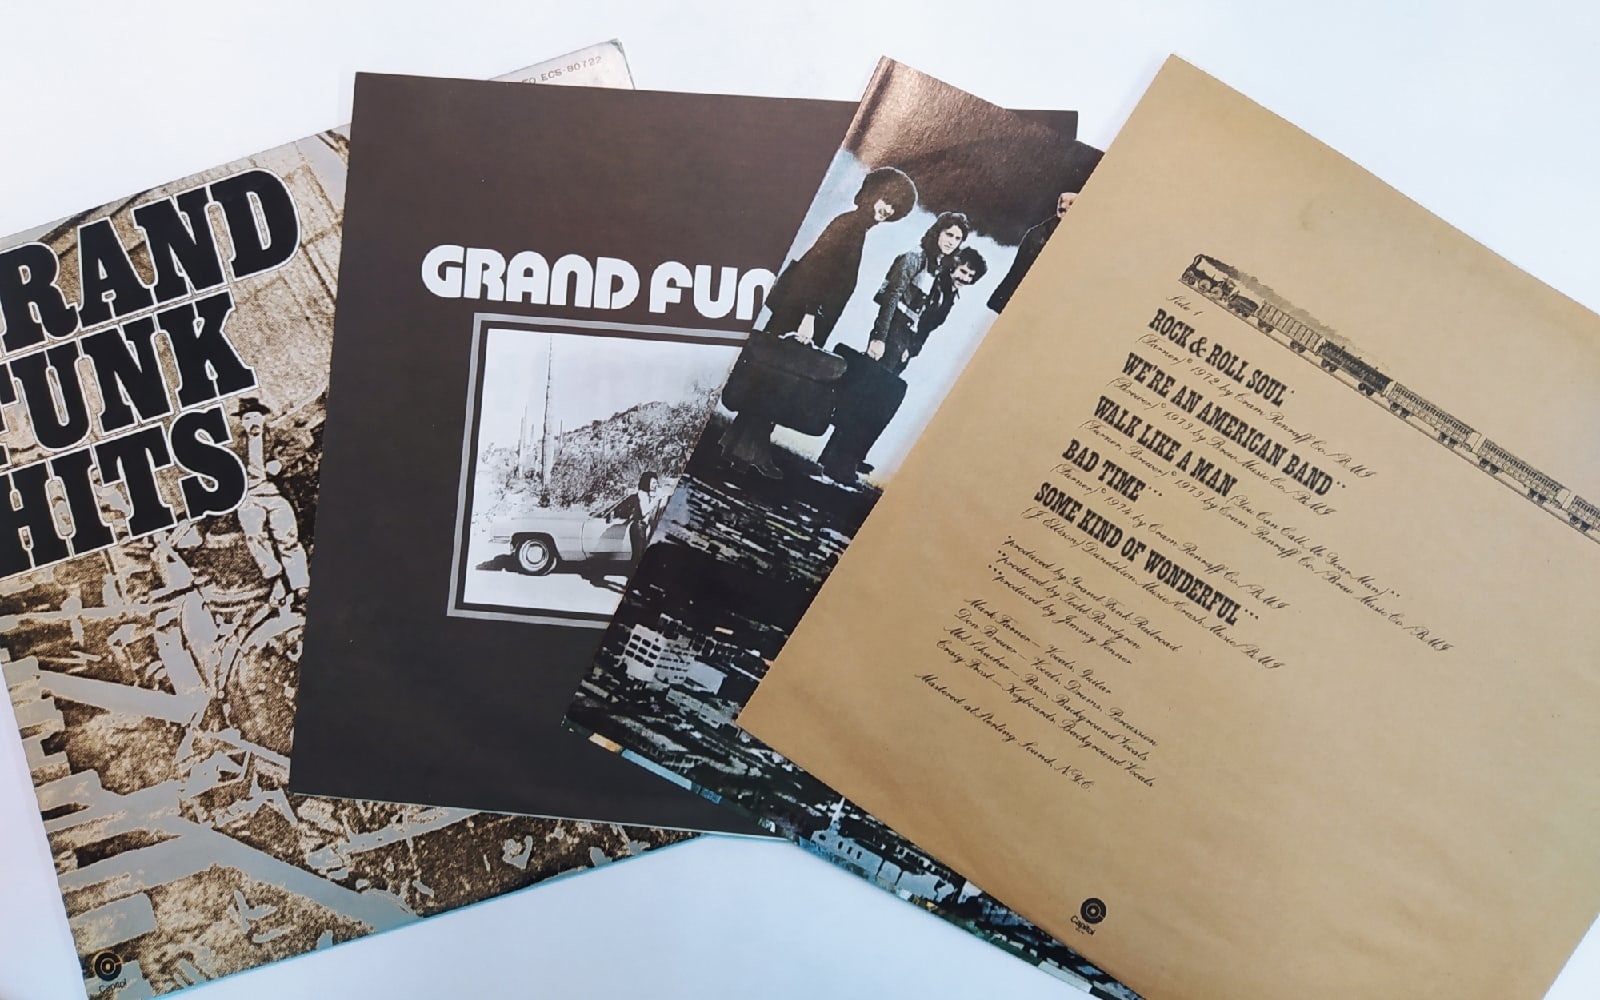 ECS-80722
RAND
FUNK
HITS
Capitol
GRAND FUN
Side 1
ROCK & ROLL SOUL*
(Farner) © 1972 by Cram Renraff Co./BMI
WE'RE AN AMERICAN BAND**
(Brewer) © 1973 by Brew Music Co./BMI
WALK LIKE A MAN (You Can Call Me Your Man)**
(Farner, Brewer) © 1973 by Cram Renraff Co./Brew Music Co./BMI
BAD TIME***
(Farner) © 1974 by Cram Renraff Co./BMI
SOME KIND OF WONDERFUL***
(J. Ellison) Dandelion Music/Crash Music/BMI
*produced by Grand Funk Railroad
**produced by Todd Rundgren
***produced by Jimmy Ienner
Mark Farner—Vocals, Guitar
Don Brewer—Vocals, Drums, Percussion
Mel Schacher—Bass, Background Vocals
Craig Frost—Keyboards, Background Vocals
Mastered at Sterling Sound, N.Y.C.
Capitol